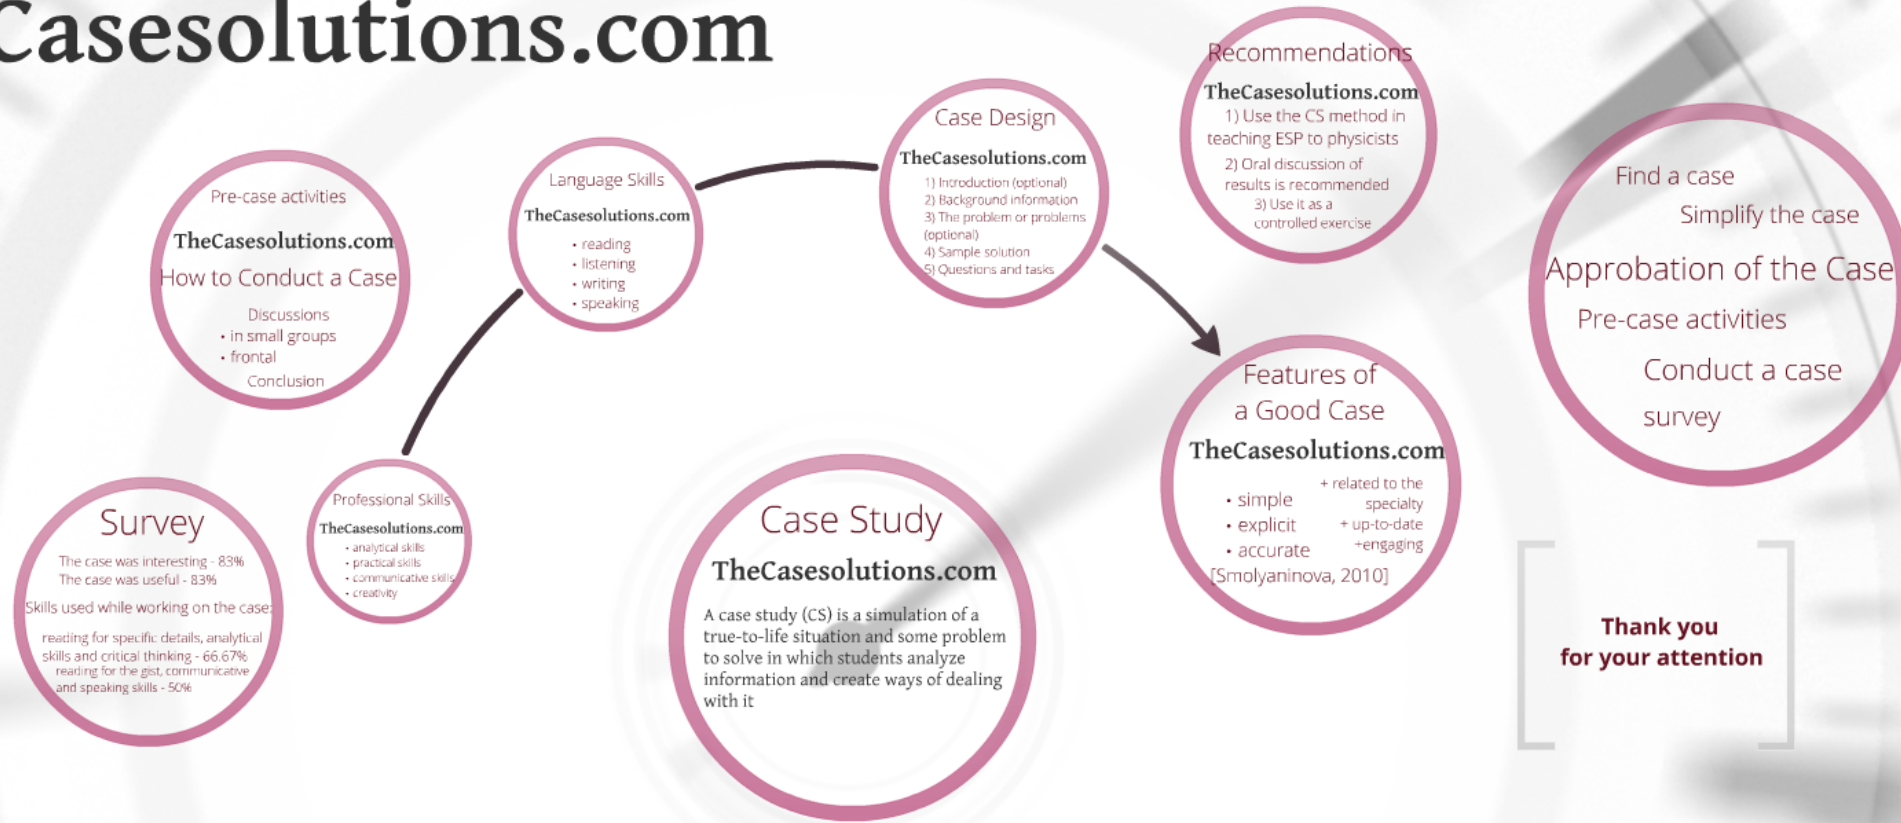 Casesolutions.com
Pre-case activities
TheCasesolutions.com
How to Conduct a Case
Discussions
• in small groups
• frontal
Conclusion
Survey
The case was interesting - 83%
The case was useful - 83%
Skills used while working on the case:
reading for specific details, analytical
skills and critical thinking - 66.67%
reading for the gist, communicative
and speaking skills - 50%
Professional Skills
TheCasesolutions.com
• analytical skills
• practical skills
• communicative skills
• creativity
Language Skills
TheCasesolutions.com
• reading
• listening
• writing
• speaking
Case Design
TheCasesolutions.com
1) Introduction (optional)
2) Background information
3) The problem or problems
(optional)
4) Sample solution
5) Questions and tasks
Case Study
TheCasesolutions.com
A case study (CS) is a simulation of a
true-to-life situation and some problem
to solve in which students analyze
information and create ways of dealing
with it
Recommendations
TheCasesolutions.com
1) Use the CS method in
teaching ESP to physicists
2) Oral discussion of
results is recommended
3) Use it as a
controlled exercise
Features of
a Good Case
TheCasesolutions.com
• simple
• explicit
• accurate
+ related to the
specialty
+ up-to-date
+engaging
[Smolyaninova, 2010]
Find a case
Simplify the case
Approbation of the Case
Pre-case activities
Conduct a case
survey
Thank you
for your attention